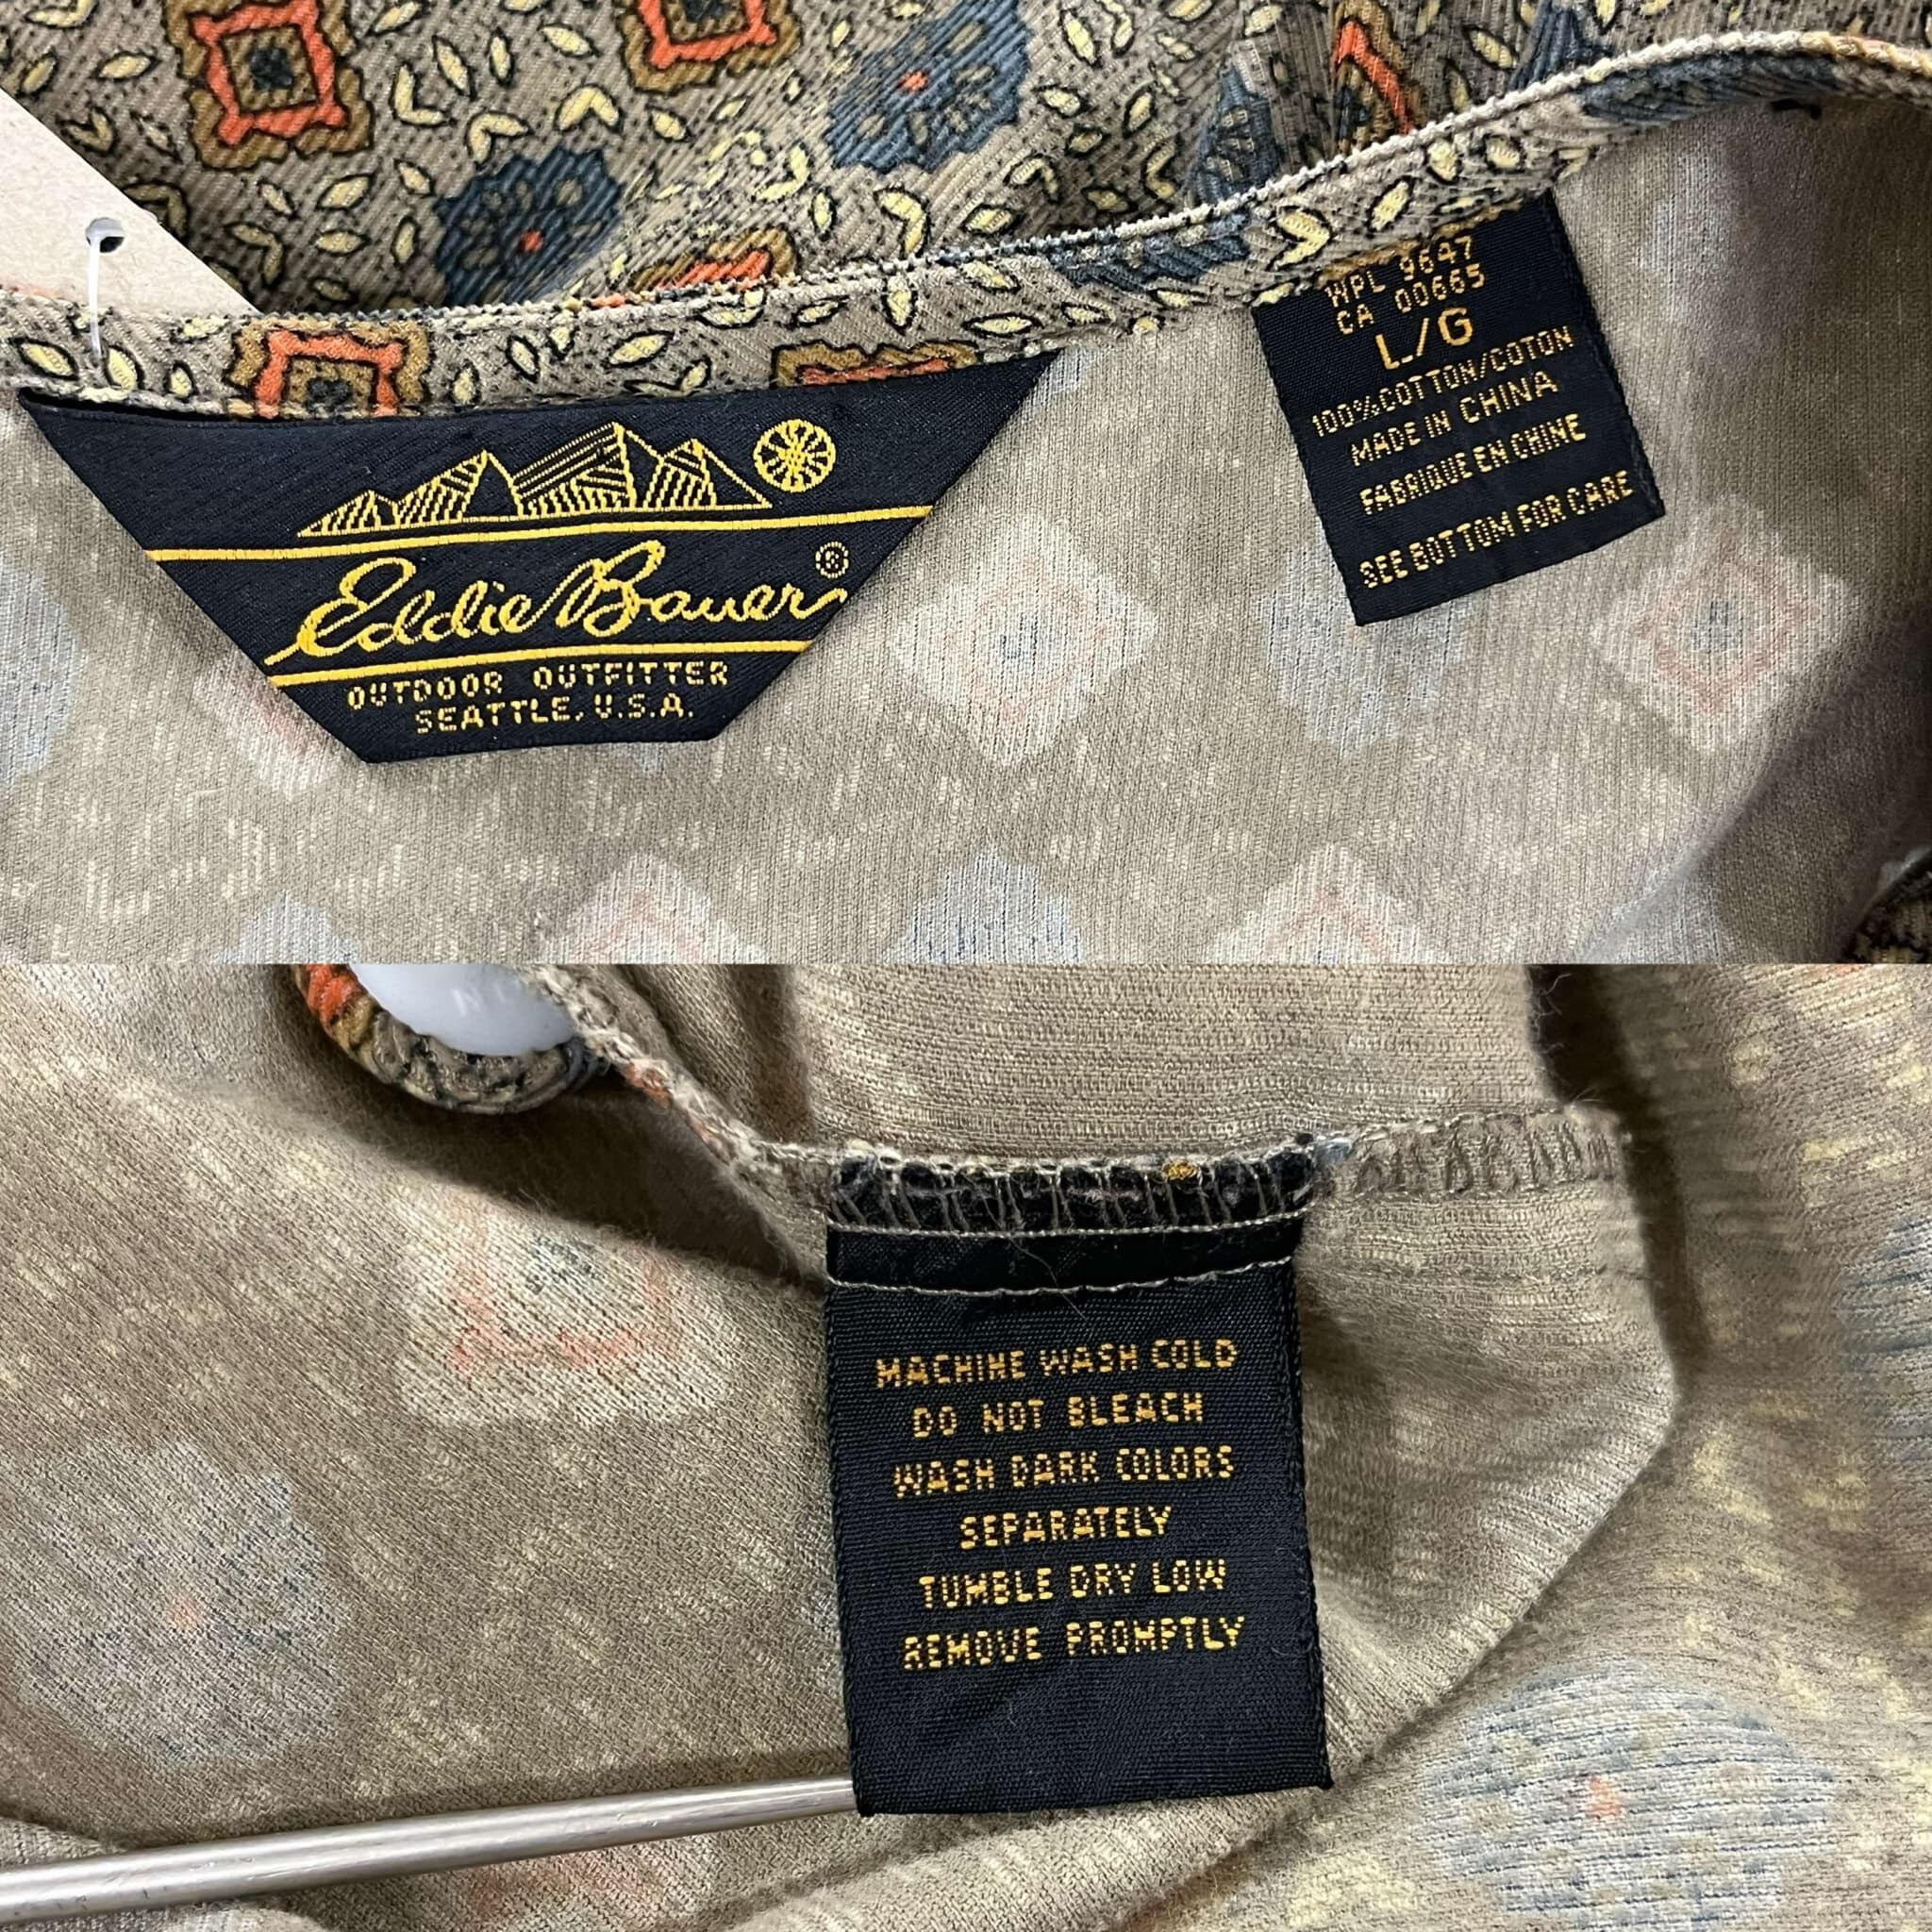 Eddie Bauer®
OUTDOOR OUTFITTER
SEATTLE, U.S.A.
WPL 9647
CA 00665
L/G
100% COTTON/COTON
MADE IN CHINA
FABRIQUE EN CHINE
SEE BOTTOM FOR CARE
MACHINE WASH COLD
DO NOT BLEACH
WASH DARK COLORS
SEPARATELY
TUMBLE DRY LOW
REMOVE PROMPTLY